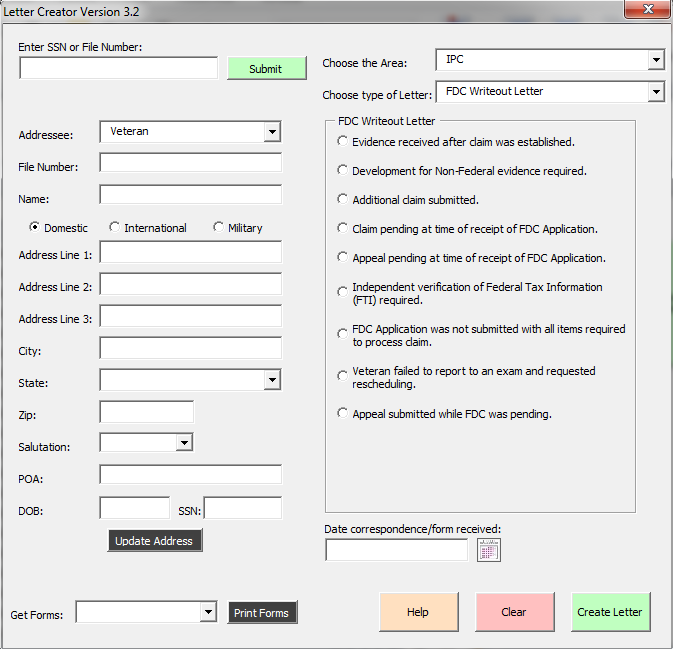 Letter Creator Version 3.2
Enter SSN or File Number:
Submit
Choose the Area:
IPC
Choose type of Letter:
FDC Writeout Letter
Addressee:
Veteran
File Number:
Name:
Domestic
International
Military
Address Line 1:
Address Line 2:
Address Line 3:
City:
State:
Zip:
Salutation:
POA:
DOB:
SSN:
Update Address
FDC Writeout Letter
Evidence received after claim was established.
Development for Non-Federal evidence required.
Additional claim submitted.
Claim pending at time of receipt of FDC Application.
Appeal pending at time of receipt of FDC Application.
Independent verification of Federal Tax Information
(FTI) required.
FDC Application was not submitted with all items required
to process claim.
Veteran failed to report to an exam and requested
rescheduling.
Appeal submitted while FDC was pending.
Date correspondence/form received:
Get Forms:
Print Forms
Help
Clear
Create Letter